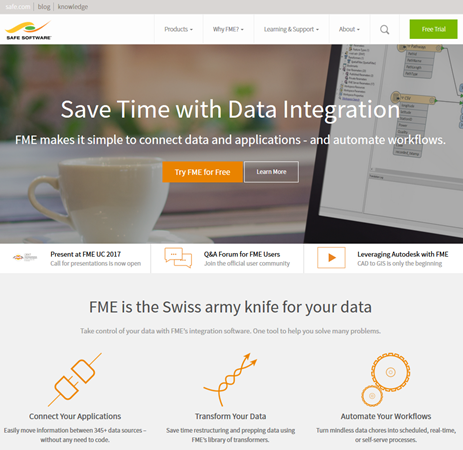 safe.com blog knowledge
SAFE SOFTWARE
Products Why FME? Learning & Support About Free Trial
Save Time with Data Integration
FME makes it simple to connect data and applications - and automate workflows.
Try FME for Free Learn More
Present at FME UC 2017
Call for presentations is now open
Q&A Forum for FME Users
Join the official user community
Leveraging Autodesk with FME
CAD to GIS is only the beginning
FME is the Swiss army knife for your data
Take control of your data with FME's integration software. One tool to help you solve many problems.
Connect Your Applications
Easily move information between 345+ data sources –
without any need to code.
Transform Your Data
Save time restructuring and prepping data using
FME's library of transformers.
Automate Your Workflows
Turn mindless data chores into scheduled, real-time,
or self-serve processes.